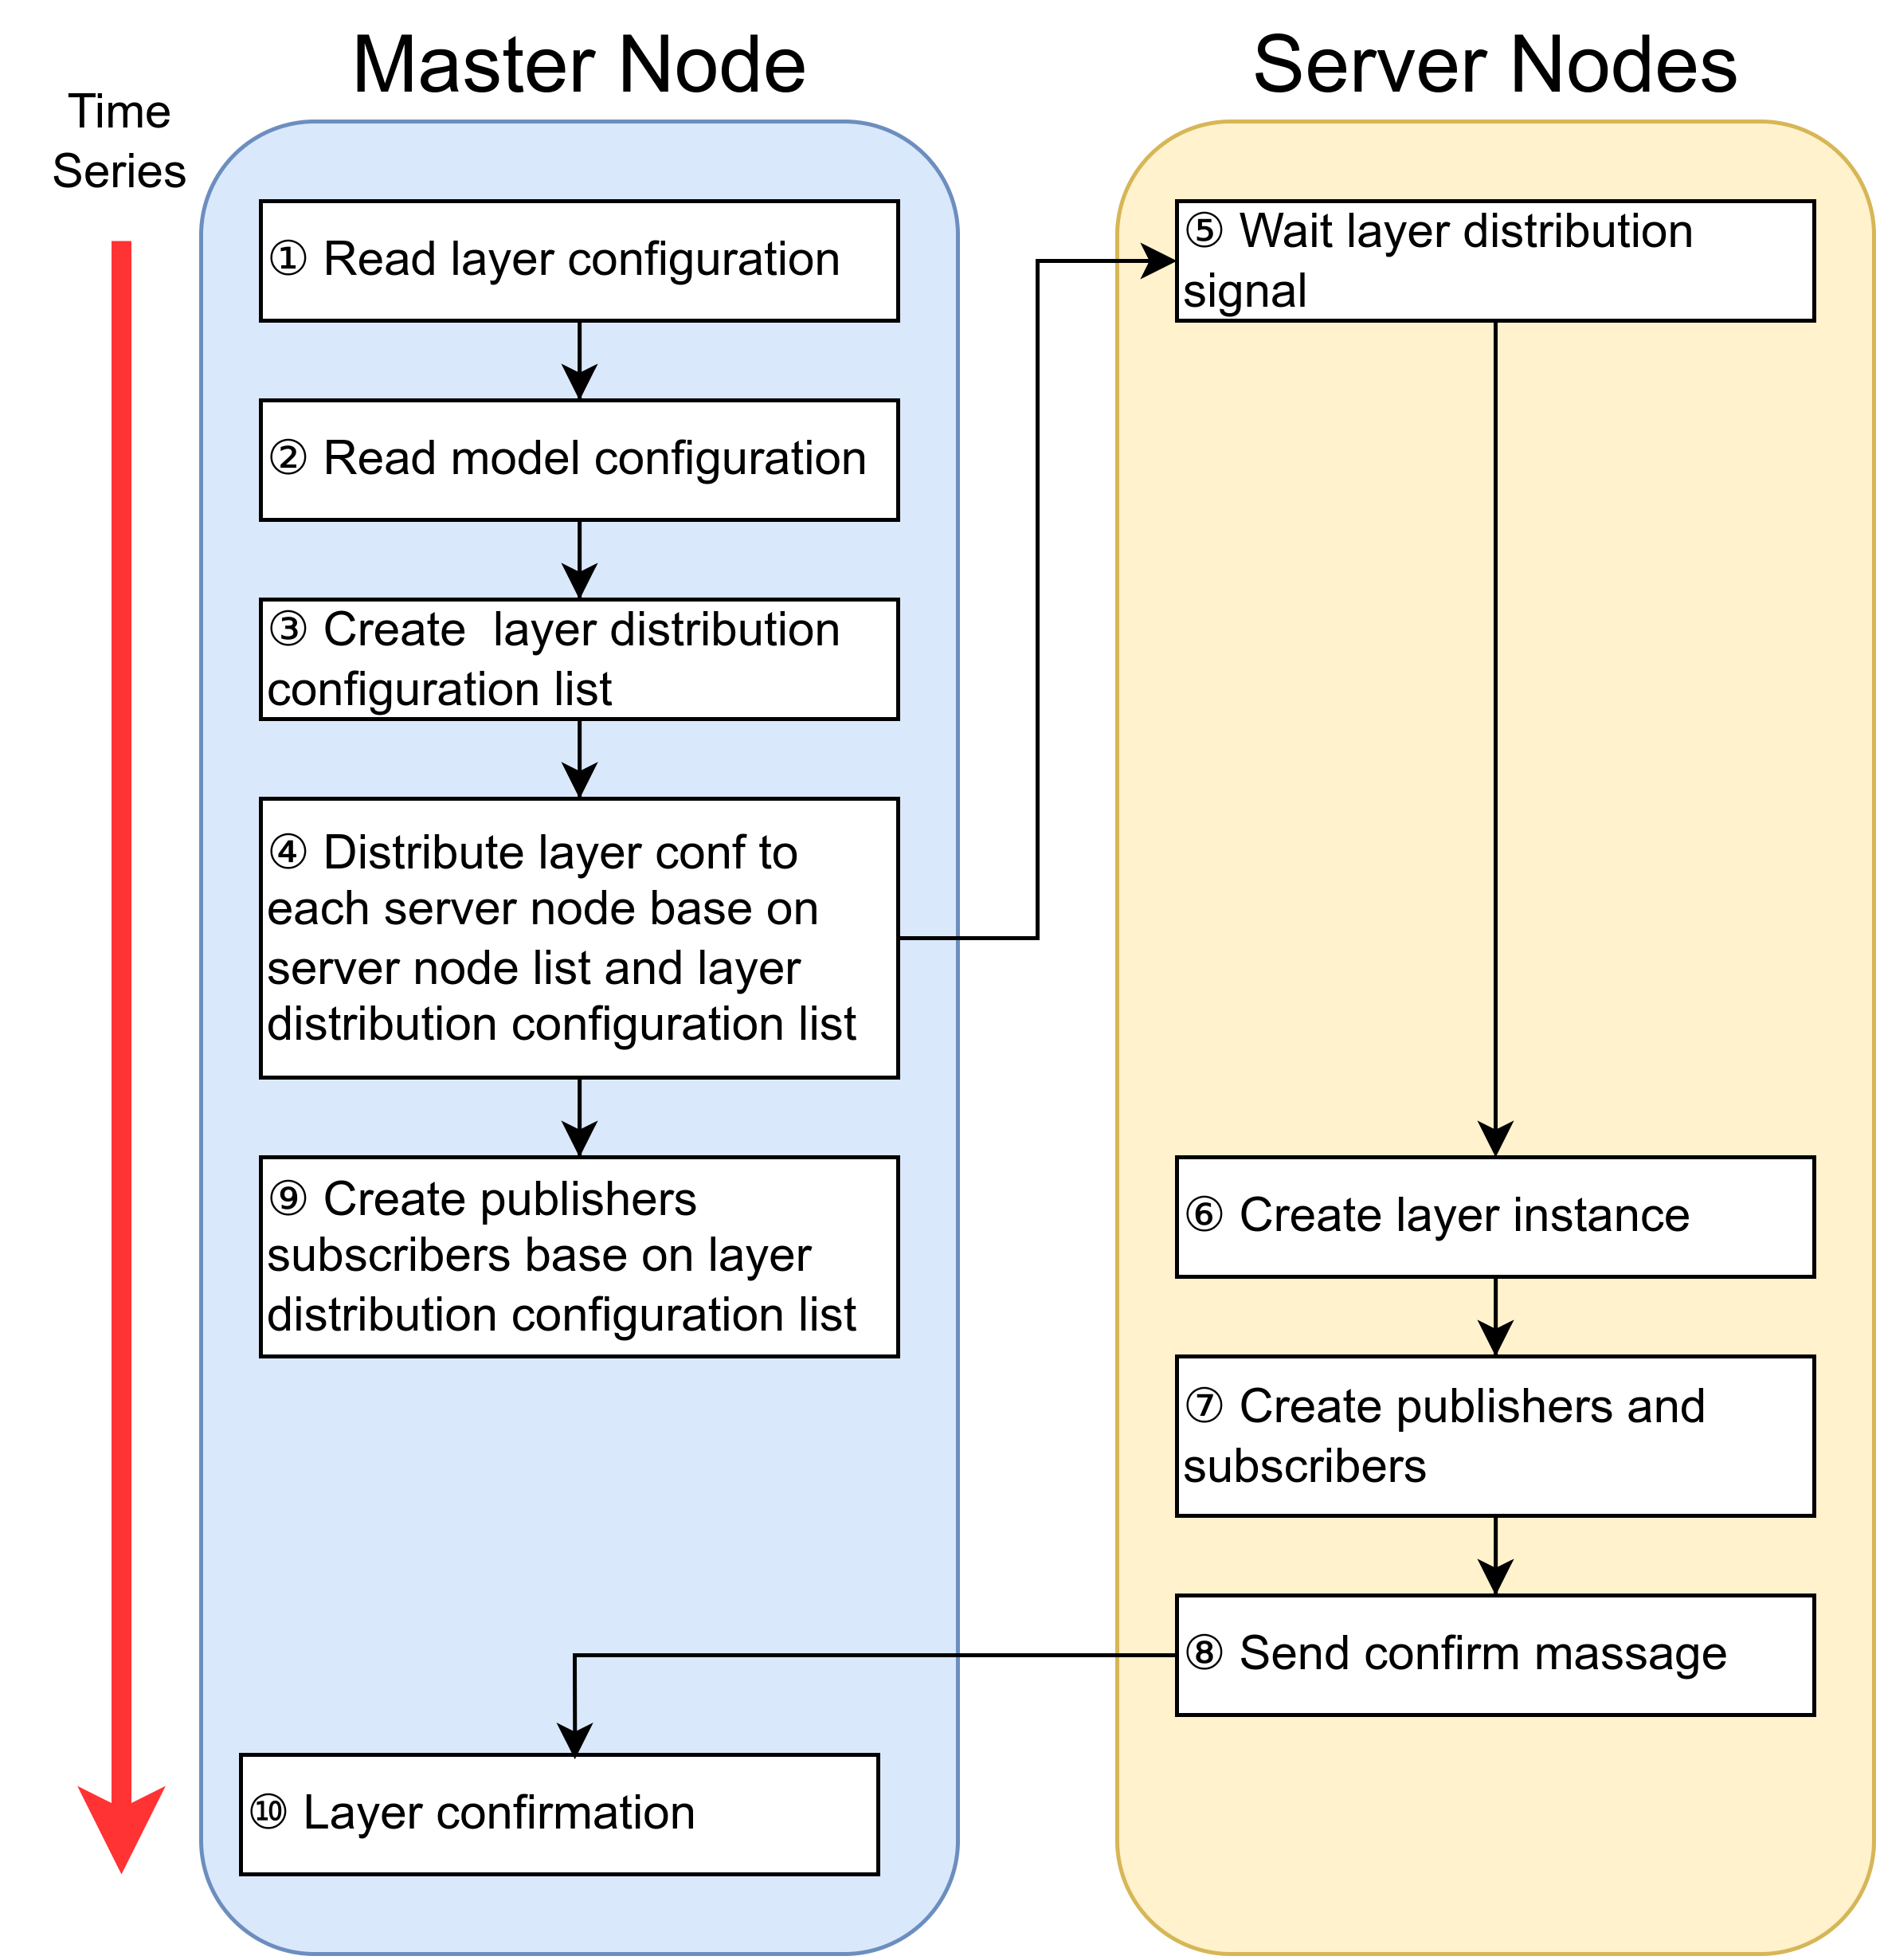 Master Node
Server Nodes
Time
Series
① Read layer configuration
② Read model configuration
③ Create  layer distribution
configuration list
④ Distribute layer conf to
each server node base on
server node list and layer
distribution configuration list
⑨ Create publishers
subscribers base on layer
distribution configuration list
⑩ Layer confirmation
⑤ Wait layer distribution
signal
⑥ Create layer instance
⑦ Create publishers and
subscribers
⑧ Send confirm massage